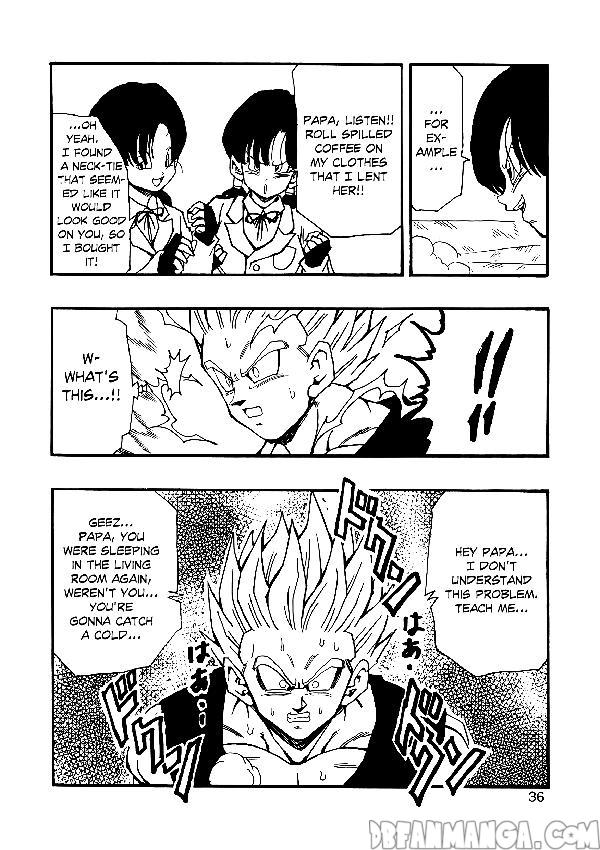 ...
FOR
EX-
AMPLE...
PAPA, LISTEN!!
ROLL SPILLED
COFFEE ON
MY CLOTHES
THAT I LENT
HER!!
...OH
YEAH,
I FOUND
A NECK-TIE
THAT SEEM-
ED LIKE IT
WOULD
LOOK GOOD
ON YOU, SO
I BOUGHT
IT!
!!
W-
WHAT'S
THIS...!!
HEY PAPA...
I DON'T
UNDERSTAND
THIS PROBLEM.
TEACH ME...
ドクン
はぁ・・
ドクン
GEEZ...
PAPA, YOU
WERE SLEEPING
IN THE LIVING
ROOM AGAIN,
WEREN'T YOU...
YOU'RE
GONNA CATCH
A COLD...
はあ・・・
ドクン
36
DBFANMANGA.COM